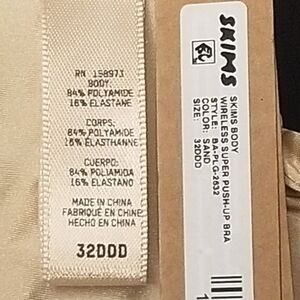 RN 158973
BODY:
84% POLYAMIDE
16% ELASTANE
CORPS:
84% POLYAMIDE
16% ELASTHANNE
CUERPO:
84% POLIAMIDA
16% ELASTANO
MADE IN CHINA
FABRIQUÉ EN CHINE
HECHO EN CHINA
32DDD
SKIMS
SKIMS BODY
WIRELESS SUPER PUSH-UP BRA
STYLE: BA-PLG-2632
COLOR: SAND
SIZE: 32DDD